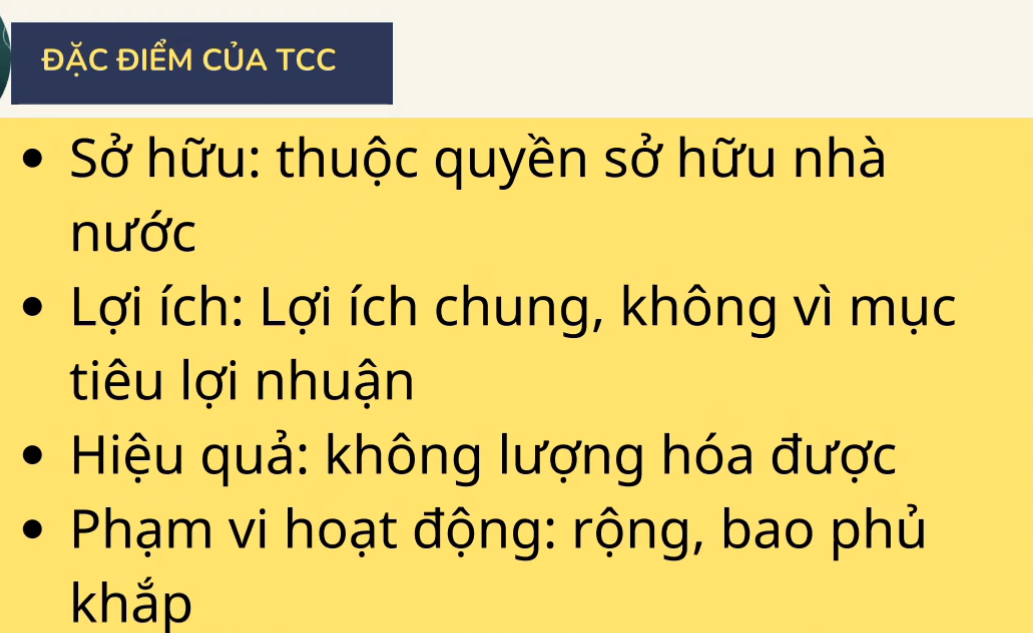 ĐẶC ĐIỂM CỦA TCC
• Sở hữu: thuộc quyền sở hữu nhà
nước
• Lợi ích: Lợi ích chung, không vì mục
tiêu lợi nhuận
• Hiệu quả: không lượng hóa được
• Phạm vi hoạt động: rộng, bao phủ
khắp